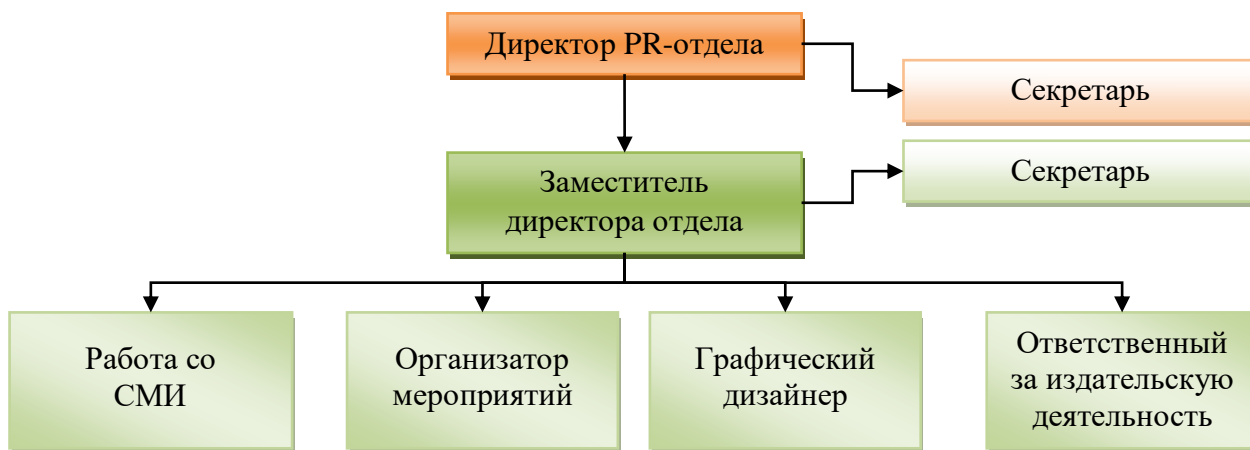 Директор PR-отдела
Секретарь
Заместитель
директора отдела
Секретарь
Работа со
СМИ
Организатор
мероприятий
Графический
дизайнер
Ответственный
за издательскую
деятельность